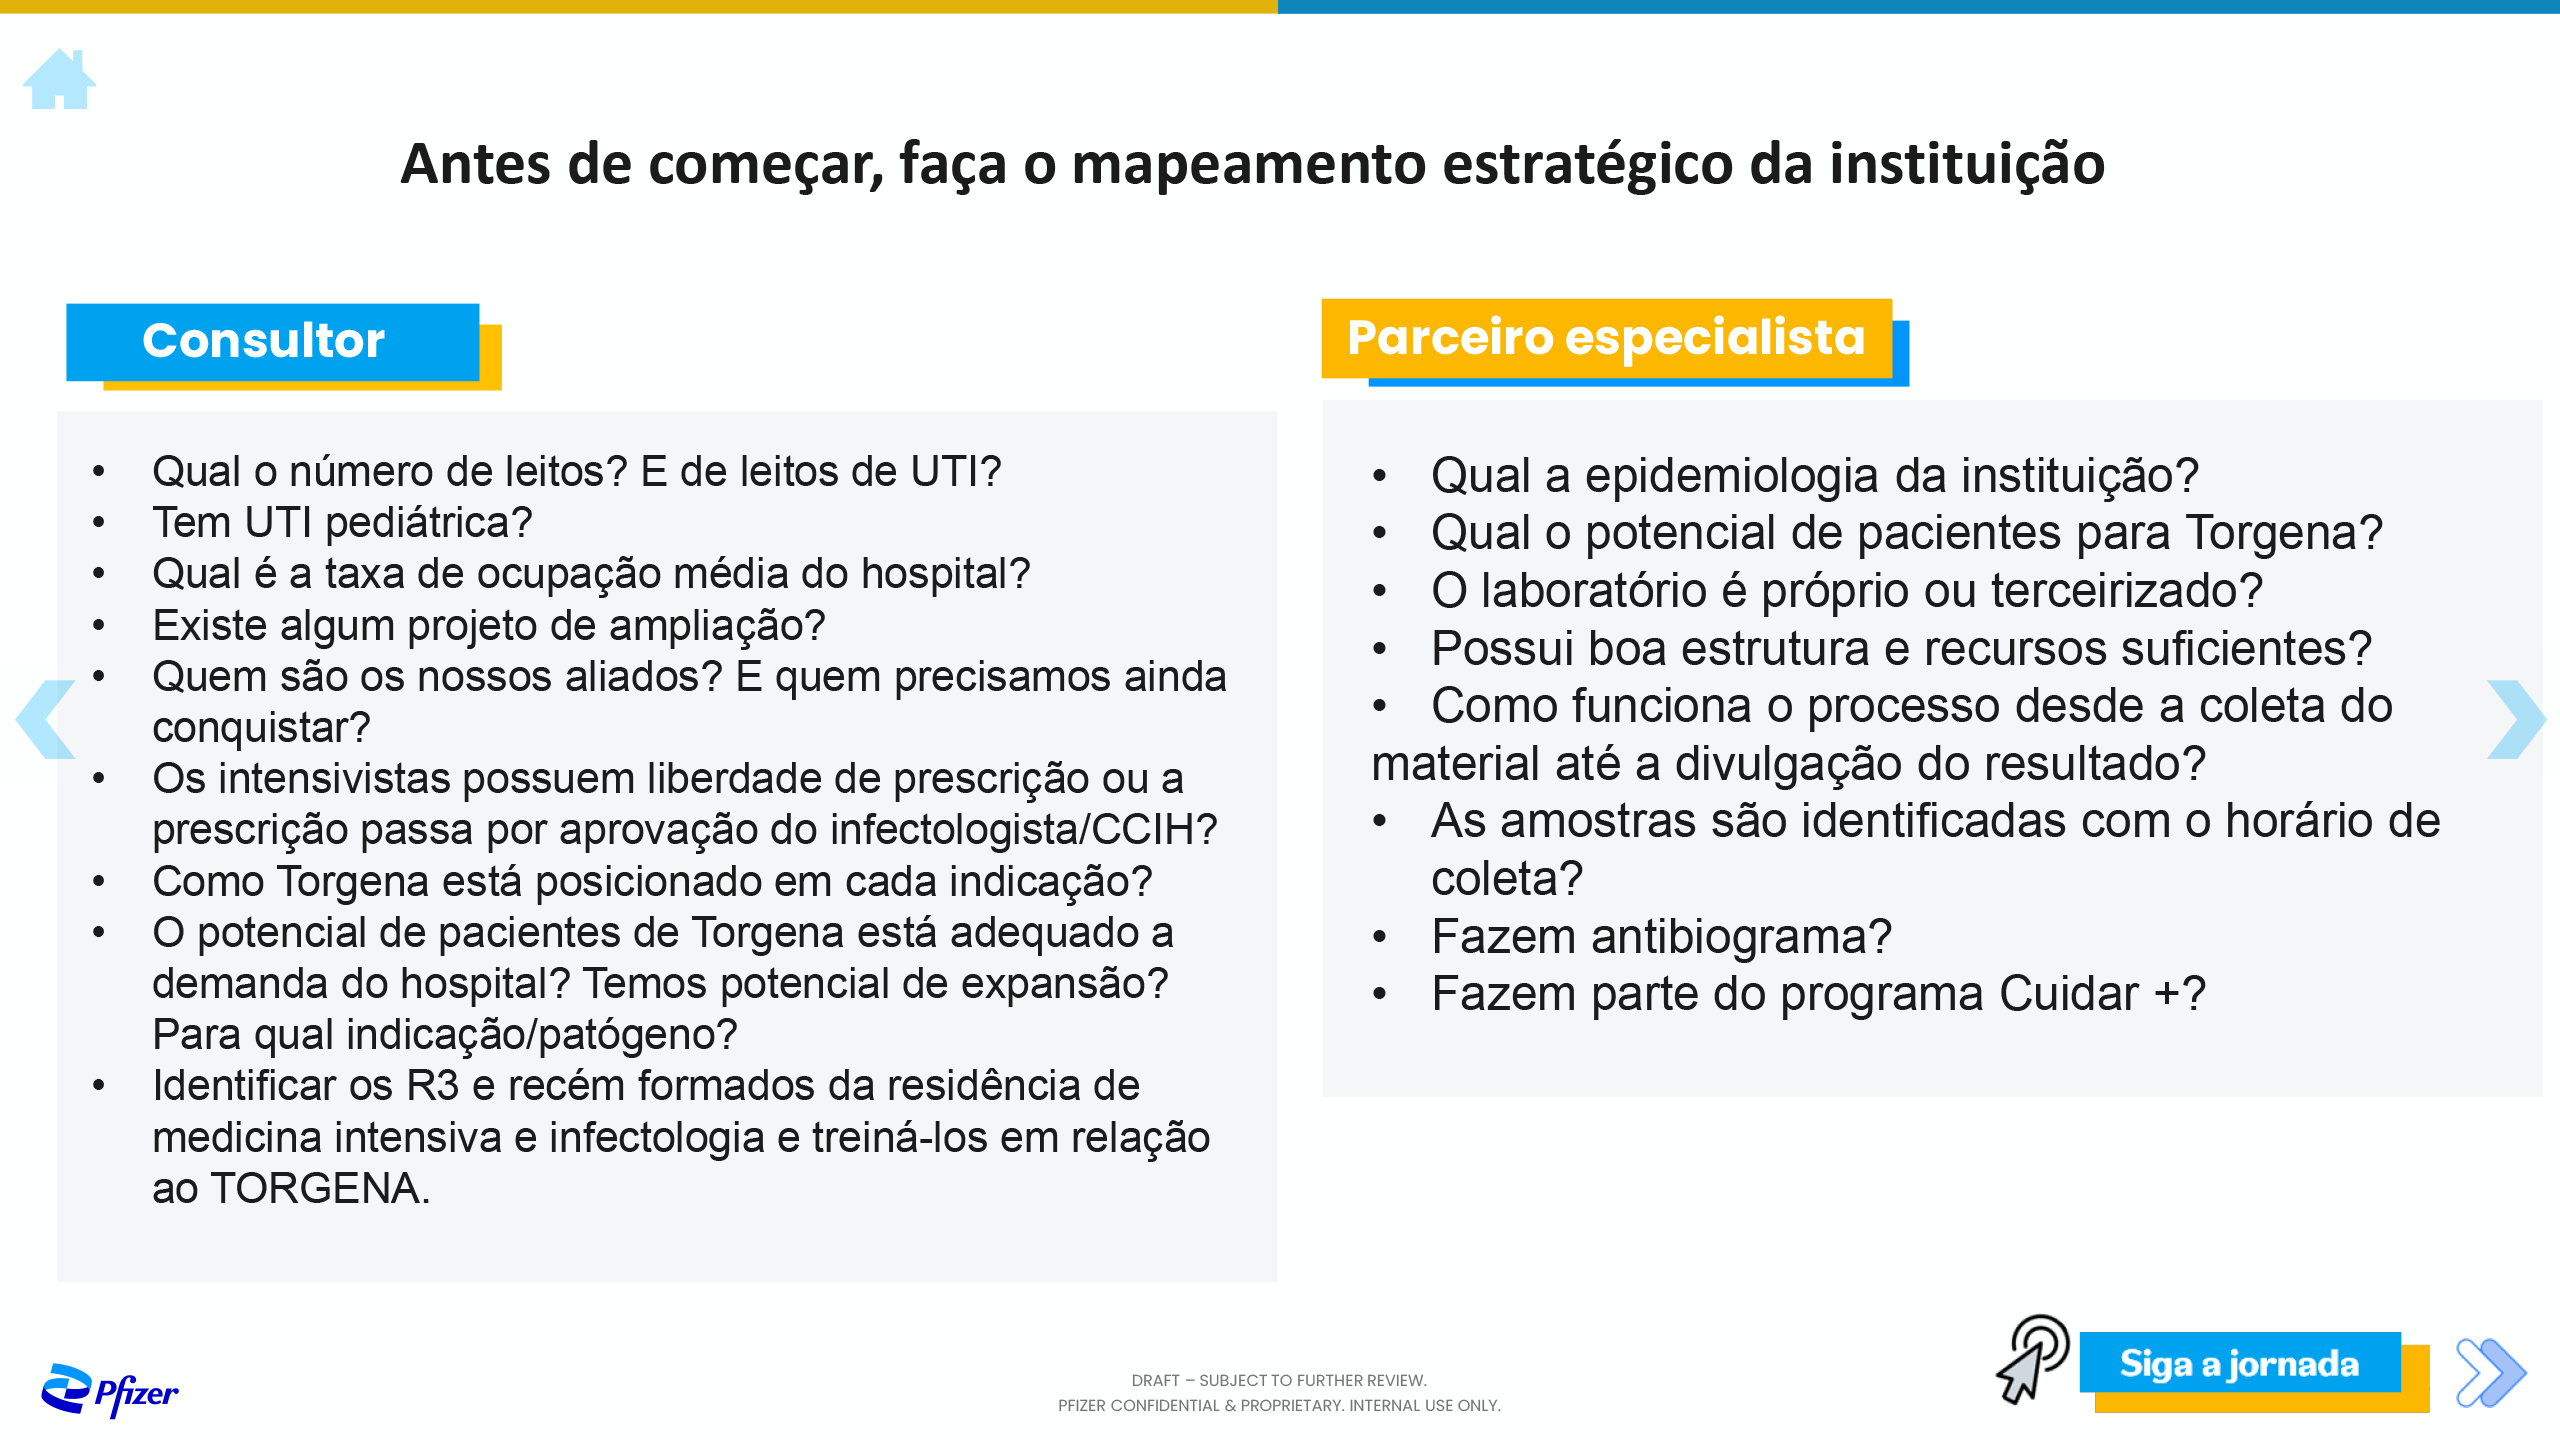 Antes de começar, faça o mapeamento estratégico da instituição
Consultor
• Qual o número de leitos? E de leitos de UTI?
• Tem UTI pediátrica?
• Qual é a taxa de ocupação média do hospital?
• Existe algum projeto de ampliação?
• Quem são os nossos aliados? E quem precisamos ainda
conquistar?
• Os intensivistas possuem liberdade de prescrição ou a
prescrição passa por aprovação do infectologista/CCIH?
• Como Torgena está posicionado em cada indicação?
• O potencial de pacientes de Torgena está adequado a
demanda do hospital? Temos potencial de expansão?
Para qual indicação/patógeno?
• Identificar os R3 e recém formados da residência de
medicina intensiva e infectologia e treiná-los em relação
ao TORGENA.
Parceiro especialista
• Qual a epidemiologia da instituição?
• Qual o potencial de pacientes para Torgena?
• O laboratório é próprio ou terceirizado?
• Possui boa estrutura e recursos suficientes?
• Como funciona o processo desde a coleta do
material até a divulgação do resultado?
• As amostras são identificadas com o horário de
coleta?
• Fazem antibiograma?
• Fazem parte do programa Cuidar +?
Siga a jornada
Pfizer
DRAFT – SUBJECT TO FURTHER REVIEW.
PFIZER CONFIDENTIAL & PROPRIETARY. INTERNAL USE ONLY.